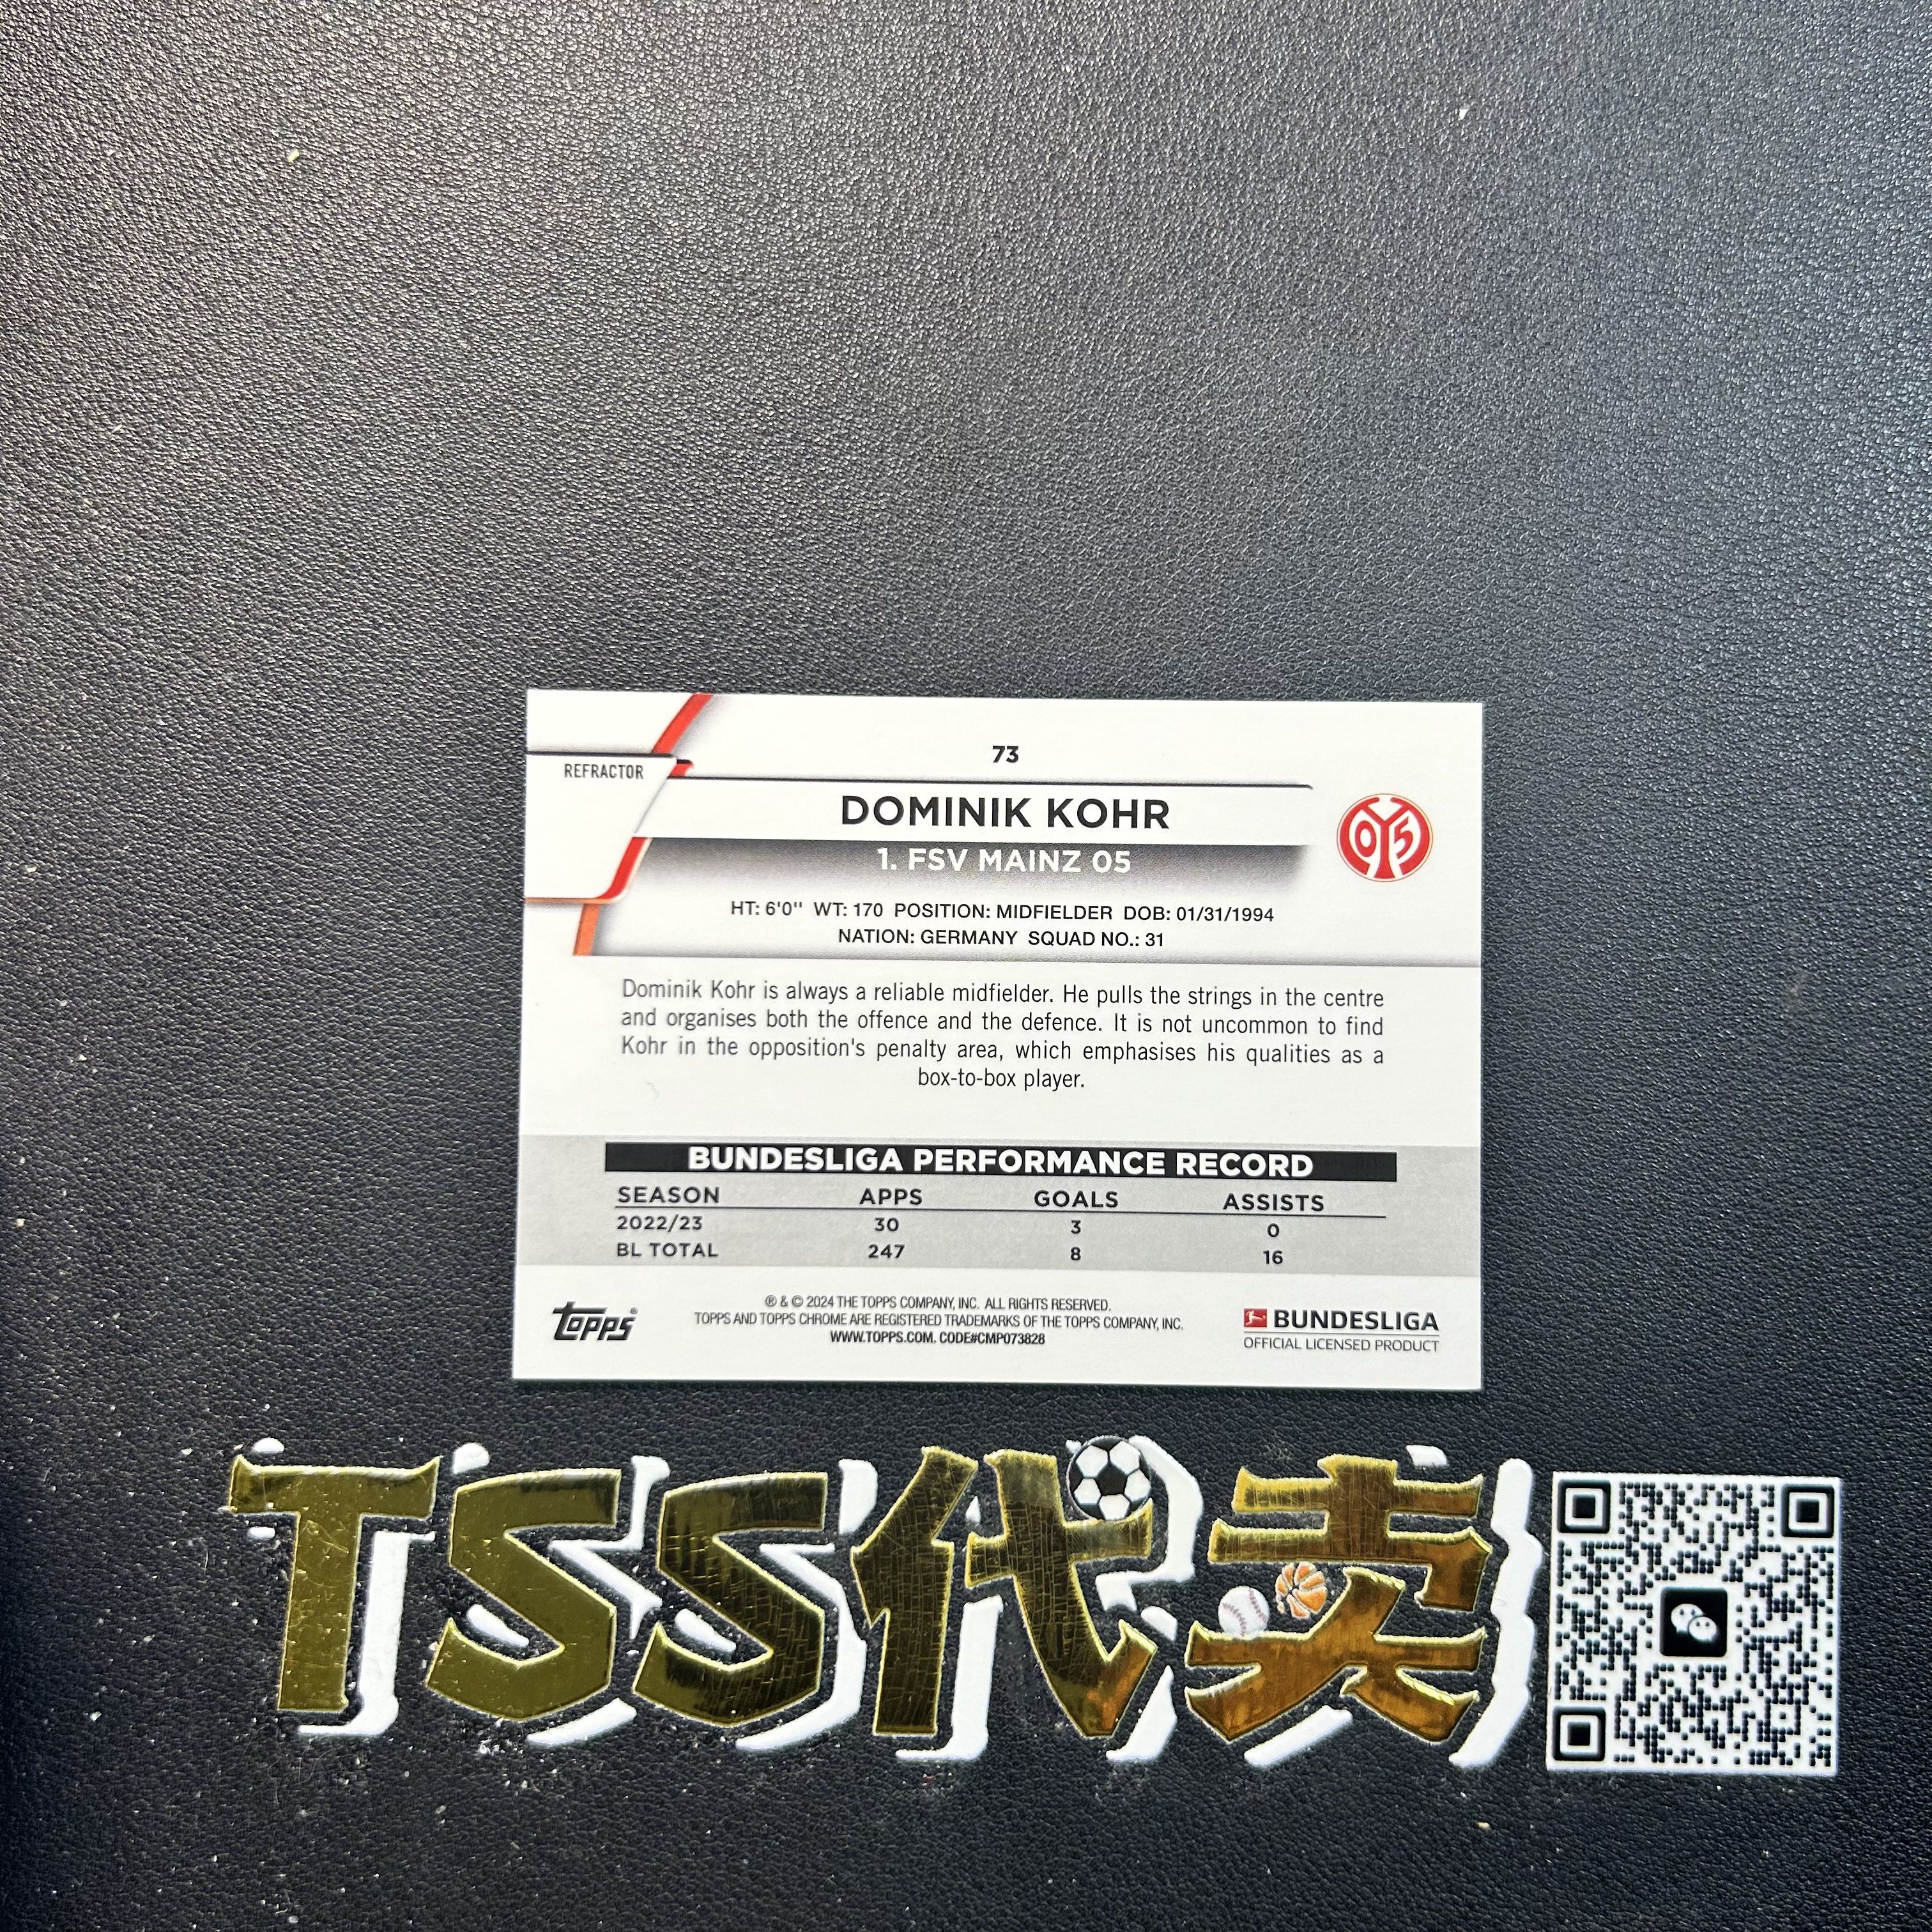 73
REFRACTOR
DOMINIK KOHR
1. FSV MAINZ 05
05
HT: 6'0'' WT: 170 POSITION: MIDFIELDER DOB: 01/31/1994
NATION: GERMANY SQUAD NO.: 31
Dominik Kohr is always a reliable midfielder. He pulls the strings in the centre
and organises both the offence and the defence. It is not uncommon to find
Kohr in the opposition's penalty area, which emphasises his qualities as a
box-to-box player.
BUNDESLIGA PERFORMANCE RECORD
SEASON APPS GOALS ASSISTS
2022/23 30 3 0
BL TOTAL 247 8 16
Topps®
® & © 2024 THE TOPPS COMPANY, INC. ALL RIGHTS RESERVED.
TOPPS AND TOPPS CHROME ARE REGISTERED TRADEMARKS OF THE TOPPS COMPANY, INC.
WWW.TOPPS.COM. CODE#CMP073828
BUNDESLIGA
OFFICIAL LICENSED PRODUCT
TSS代卖